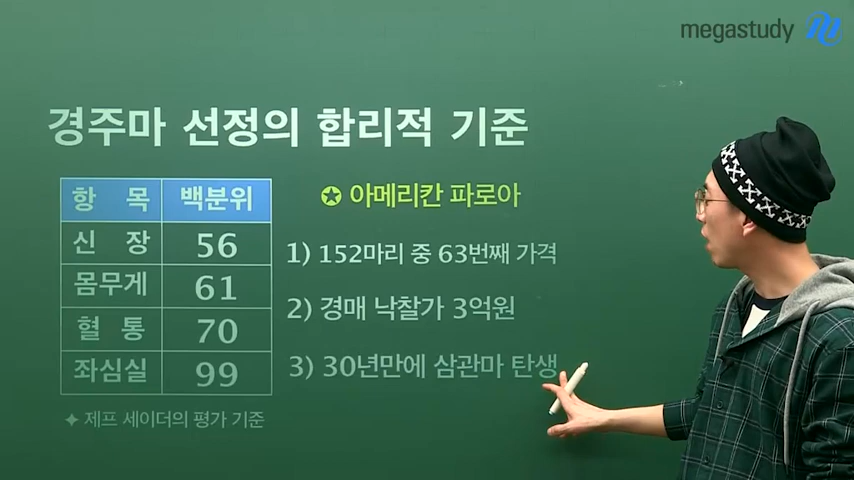 megastudy
경주마 선정의 합리적 기준
항 목 백분위
신 장 56
몸무게 61
혈 통 70
좌심실 99
✦ 제프 세이더의 평가 기준
✪ 아메리칸 파로아
1) 152마리 중 63번째 가격
2) 경매 낙찰가 3억원
3) 30년만에 삼관마 탄생